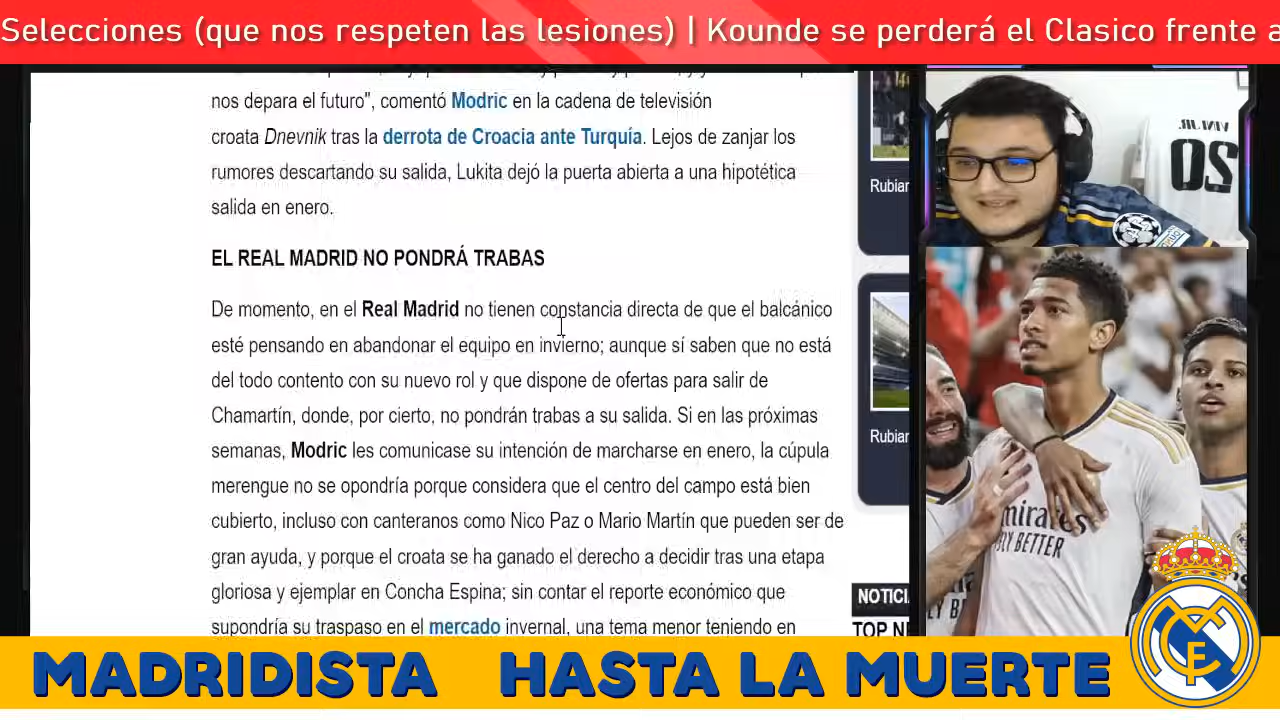 Selecciones (que nos respeten las lesiones) | Kounde se perderá el Clasico frente a
nos depara el futuro", comentó Modric en la cadena de televisión
croata Dnevnik tras la derrota de Croacia ante Turquía. Lejos de zanjar los
rumores descartando su salida, Lukita dejó la puerta abierta a una hipotética
salida en enero.
EL REAL MADRID NO PONDRÁ TRABAS
De momento, en el Real Madrid no tienen constancia directa de que el balcánico
esté pensando en abandonar el equipo en invierno; aunque sí saben que no está
del todo contento con su nuevo rol y que dispone de ofertas para salir de
Chamartín, donde, por cierto, no pondrán trabas a su salida. Si en las próximas
semanas, Modric les comunicase su intención de marcharse en enero, la cúpula
merengue no se opondría porque considera que el centro del campo está bien
cubierto, incluso con canteranos como Nico Paz o Mario Martín que pueden ser de
gran ayuda, y porque el croata se ha ganado el derecho a decidir tras una etapa
gloriosa y ejemplar en Concha Espina; sin contar el reporte económico que
supondría su traspaso en el mercado invernal, una tema menor teniendo en
Rubiar
Rubiar
NOTICI
TOP NE
VINI JR.
20
Emirates
FLY BETTER
MADRIDISTA HASTA LA MUERTE